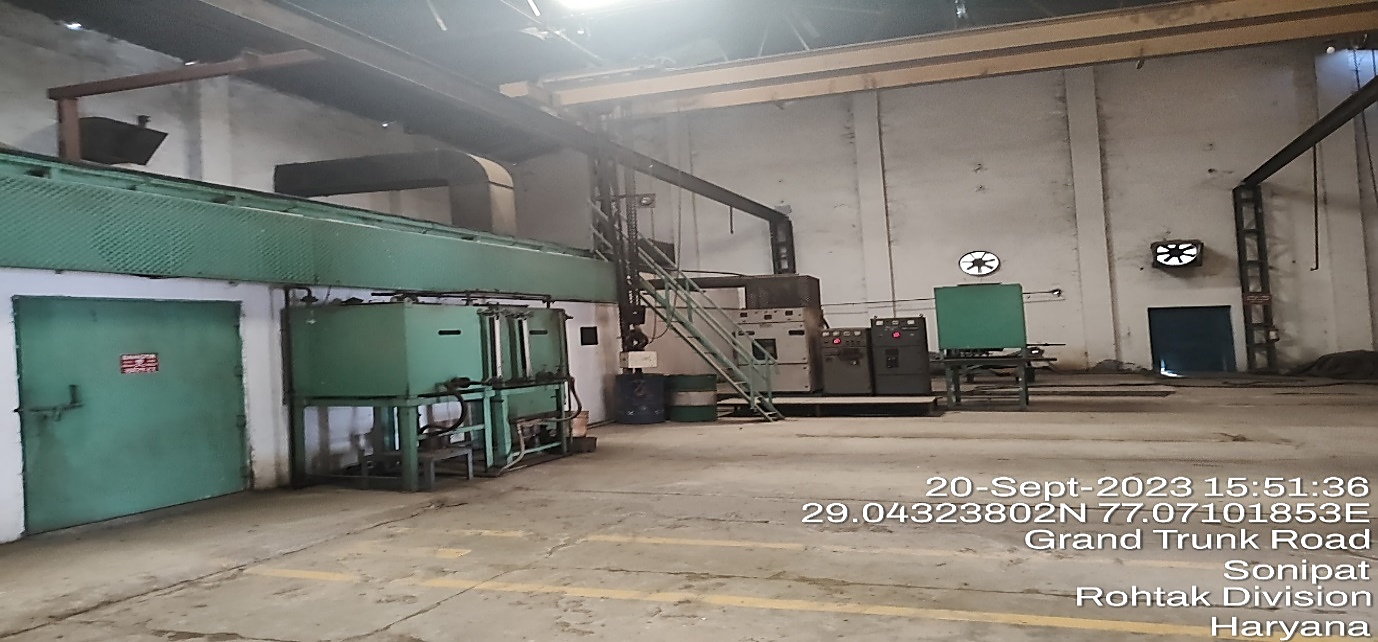 20-Sept-2023 15:51:36
29.04323802N 77.07101853E
Grand Trunk Road
Sonipat
Rohtak Division
Haryana